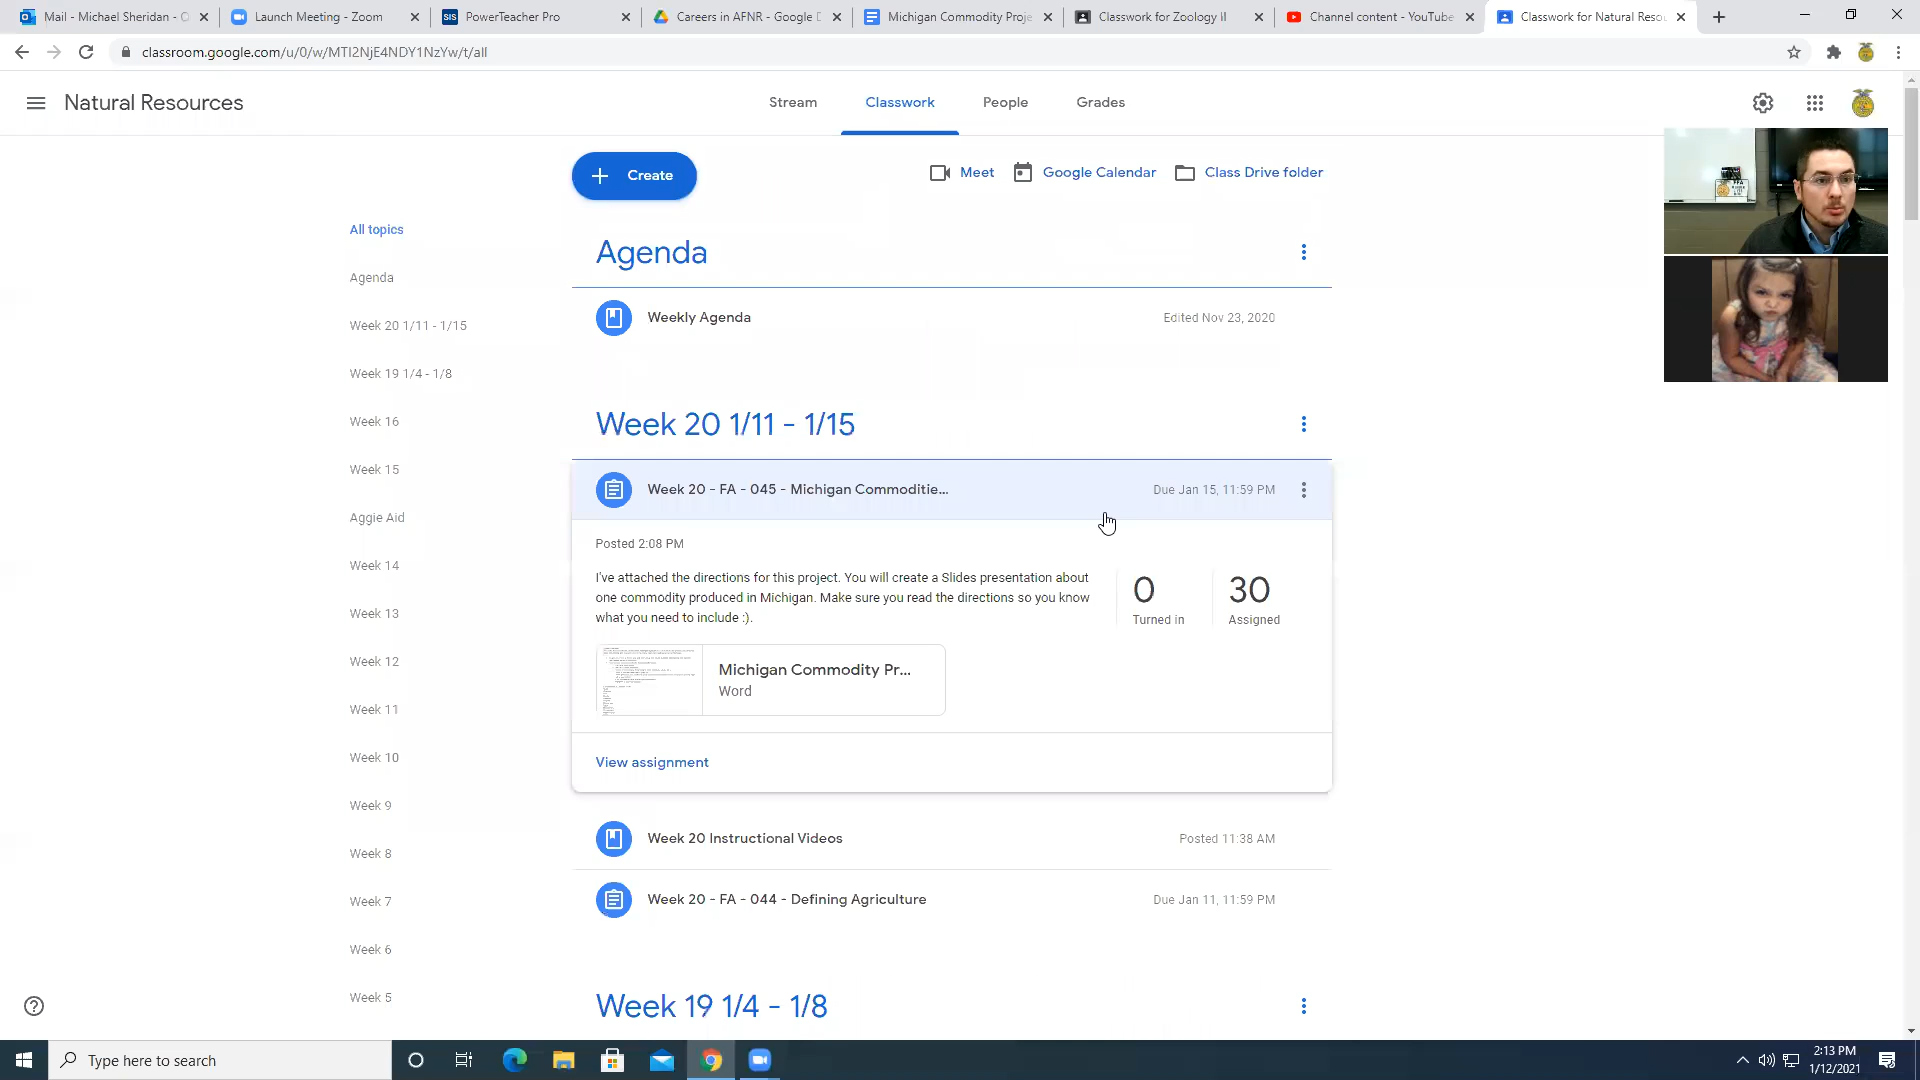 Mail - Michael Sheridan - O
Launch Meeting - Zoom
SIS PowerTeacher Pro
Careers in AFNR - Google D
Michigan Commodity Proje
Classwork for Zoology II
Channel content - YouTube
Classwork for Natural Resou
classroom.google.com/u/0/w/MTI2NjE4NDY1NzYw/t/all
Natural Resources
Stream
Classwork
People
Grades
Create
Meet
Google Calendar
Class Drive folder
All topics
Agenda
Week 20 1/11 - 1/15
Week 19 1/4 - 1/8
Week 16
Week 15
Aggie Aid
Week 14
Week 13
Week 12
Week 11
Week 10
Week 9
Week 8
Week 7
Week 6
Week 5
Agenda
Weekly Agenda
Edited Nov 23, 2020
Week 20 1/11 - 1/15
Week 20 - FA - 045 - Michigan Commoditie...
Due Jan 15, 11:59 PM
Posted 2:08 PM
I've attached the directions for this project. You will create a Slides presentation about
one commodity produced in Michigan. Make sure you read the directions so you know
what you need to include :).
0
Turned in
30
Assigned
Michigan Commodity Pr...
Word
View assignment
Week 20 Instructional Videos
Posted 11:38 AM
Week 20 - FA - 044 - Defining Agriculture
Due Jan 11, 11:59 PM
Week 19 1/4 - 1/8
FFA
Type here to search
2:13 PM
1/12/2021